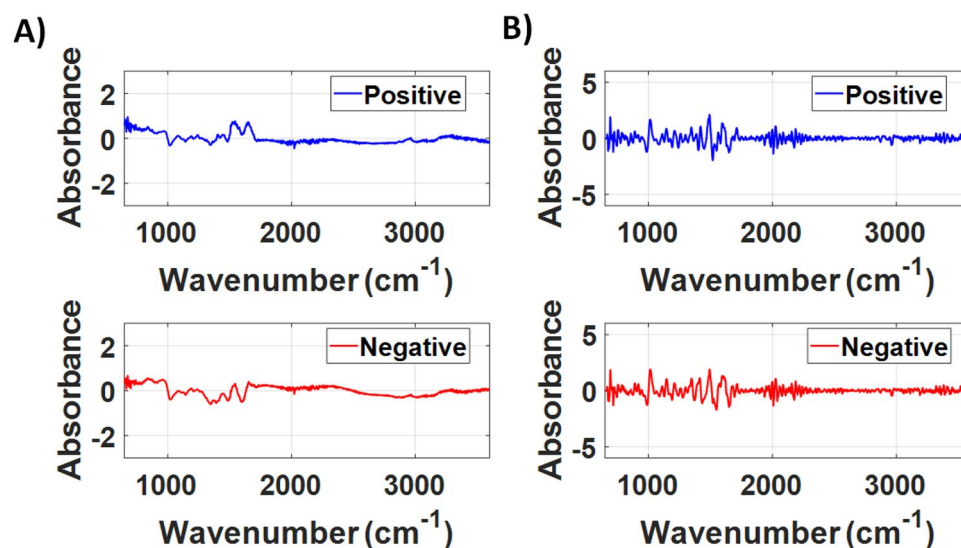 A)
Absorbance
2
0
-2
Positive
1000 2000 3000
Wavenumber (cm⁻¹)
Absorbance
2
0
-2
Negative
1000 2000 3000
Wavenumber (cm⁻¹)
B)
Absorbance
5
0
-5
Positive
1000 2000 3000
Wavenumber (cm⁻¹)
Absorbance
5
0
-5
Negative
1000 2000 3000
Wavenumber (cm⁻¹)